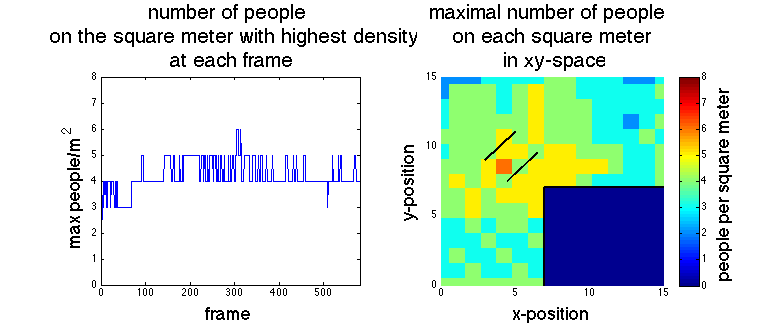 number of people
on the square meter with highest density
at each frame
maximal number of people
on each square meter
in xy-space
max people/m²
8
7
6
5
4
3
2
1
0
0
100
200
300
400
500
frame
y-position
15
10
5
0
0
5
10
15
x-position
8
7
6
5
4
3
2
1
0
people per square meter